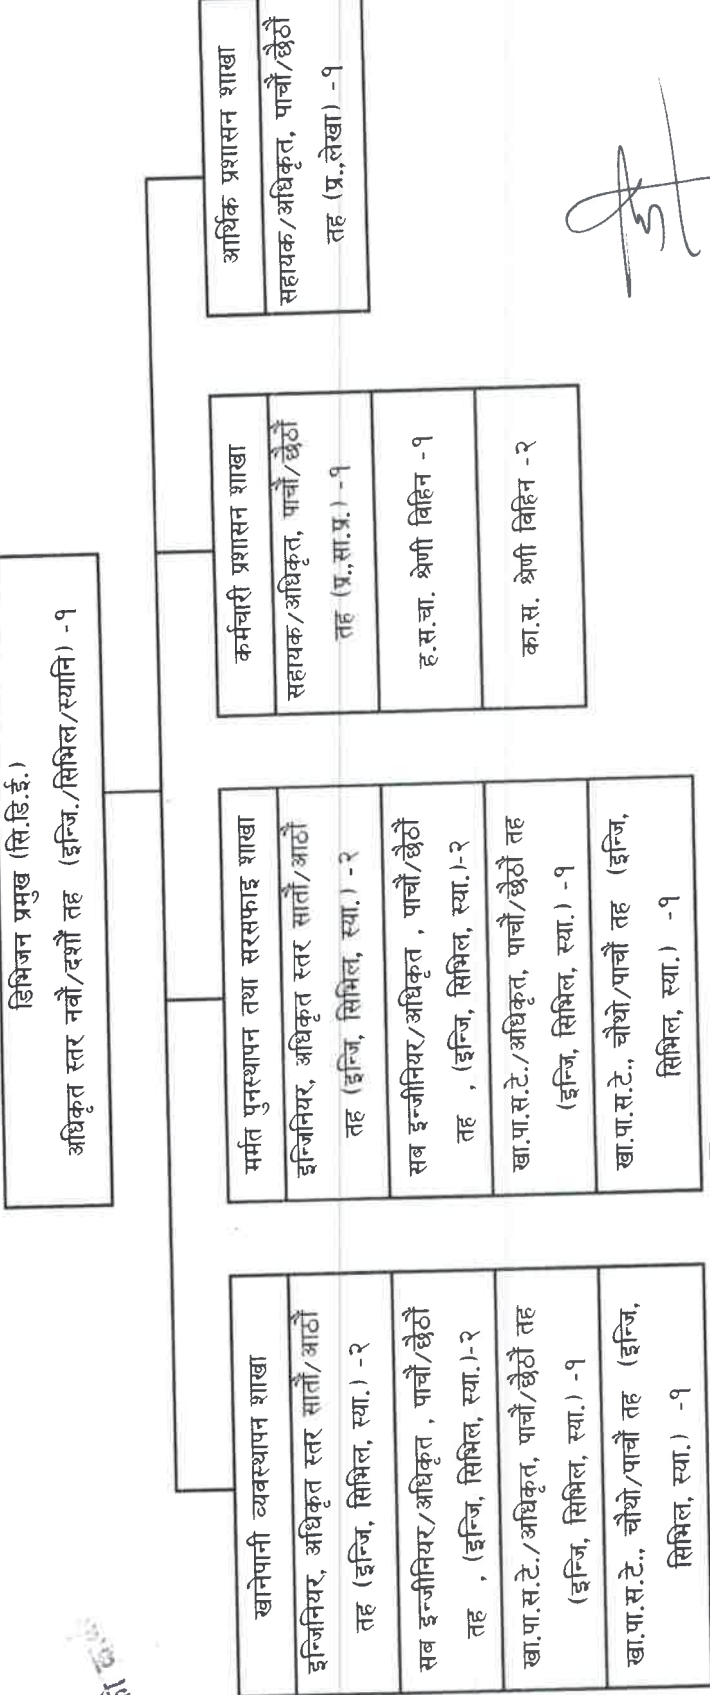 डिभिजन प्रमुख (सि.डि.ई.)
अधिकृत स्तर नवौं/दशौं तह (इन्जि./सिभिल/स्यानि) -१
खानेपानी व्यवस्थापन शाखा
इन्जिनियर, अधिकृत स्तर सातौं/आठौं
तह (इन्जि, सिभिल, स्या.) -२
सब इन्जीनियर/अधिकृत , पाचौं/छैठौं
तह , (इन्जि, सिभिल, स्या.)-२
खा.पा.स.टे./अधिकृत, पाचौं/छैठौं तह
(इन्जि, सिभिल, स्या.) -१
खा.पा.स.टे., चौथो/पाचौं तह (इन्जि,
सिभिल, स्या.) -१
मर्मत पुनस्थापन तथा सरसफाइ शाखा
इन्जिनियर, अधिकृत स्तर सातौं/आठौं
तह (इन्जि, सिभिल, स्या.) -२
सब इन्जीनियर/अधिकृत , पाचौं/छैठौं
तह , (इन्जि, सिभिल, स्या.)-२
खा.पा.स.टे./अधिकृत, पाचौं/छैठौं तह
(इन्जि, सिभिल, स्या.) -१
खा.पा.स.टे., चौथो/पाचौं तह (इन्जि,
सिभिल, स्या.) -१
कर्मचारी प्रशासन शाखा
सहायक/अधिकृत, पाचौं/छैठौं
तह (प्र.,सा.प्र.) -१
ह.स.चा. श्रेणी विहिन -१
का.स. श्रेणी विहिन -२
आर्थिक प्रशासन शाखा
सहायक/अधिकृत, पाचौं/छैठौं
तह (प्र.,लेखा) -१